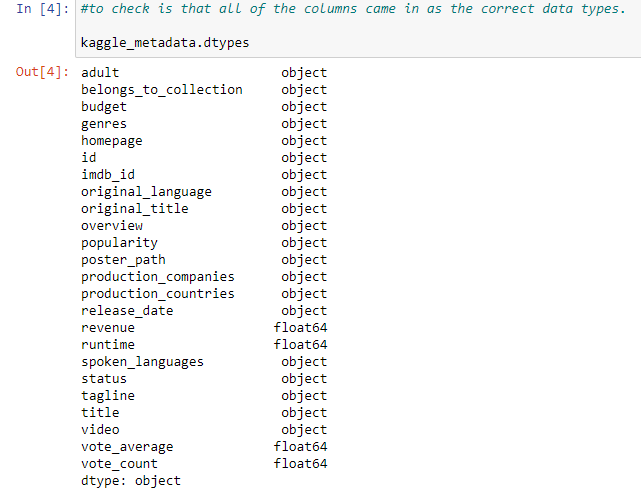 In [4]: #to check is that all of the columns came in as the correct data types.
kaggle_metadata.dtypes
Out[4]: adult object
belongs_to_collection object
budget object
genres object
homepage object
id object
imdb_id object
original_language object
original_title object
overview object
popularity object
poster_path object
production_companies object
production_countries object
release_date object
revenue float64
runtime float64
spoken_languages object
status object
tagline object
title object
video object
vote_average float64
vote_count float64
dtype: object